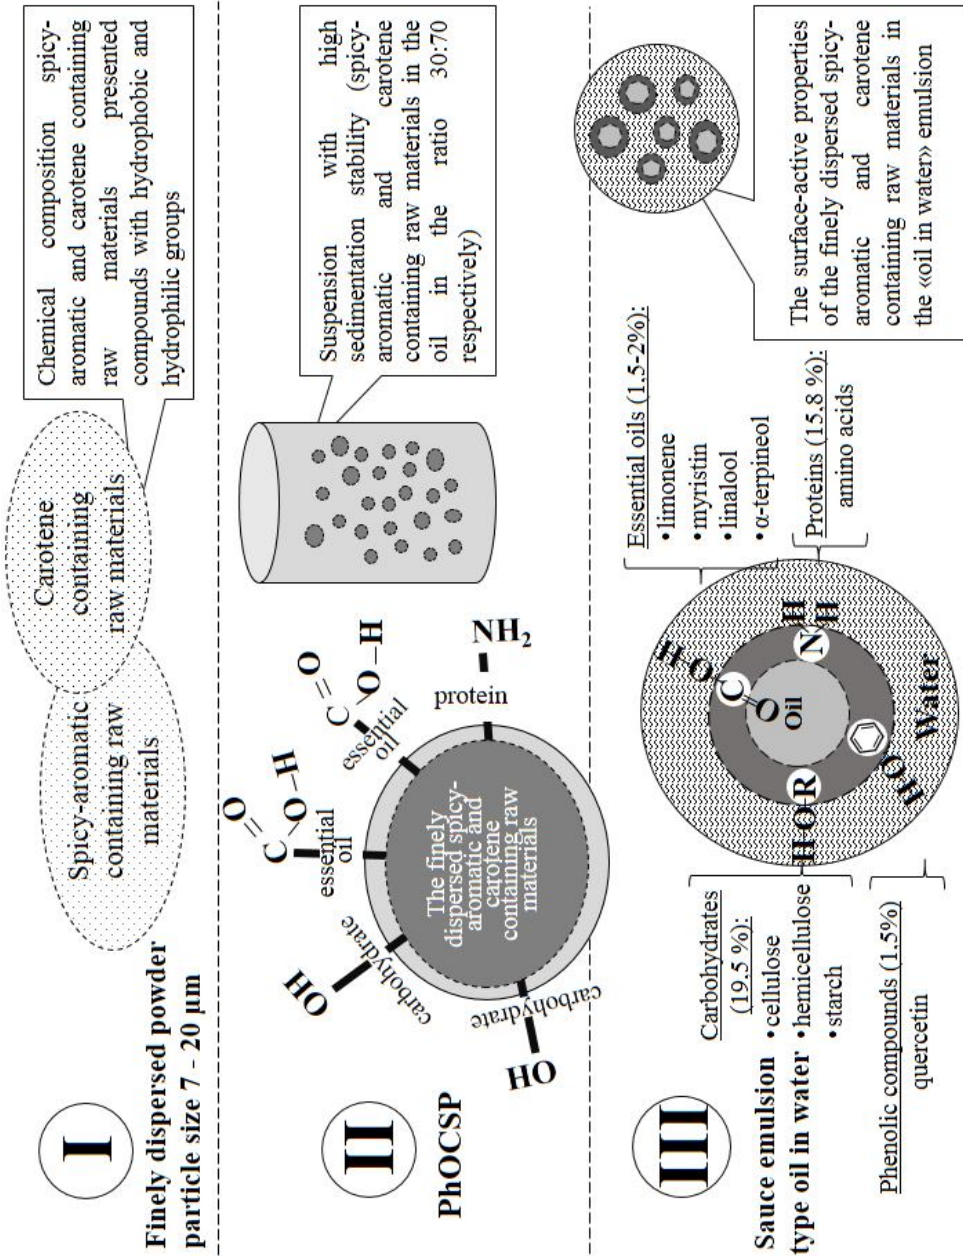 I
Finely dispersed powder
particle size 7 - 20 µm
Spicy-aromatic
containing raw
materials
Carotene
containing
raw materials
Chemical composition spicy-
aromatic and carotene containing
raw materials presented
compounds with hydrophobic and
hydrophilic groups
II
PhOCSP
OH
carbohydrate
OH
carbohydrate
essential
oil
C
O
O–H
essential
oil
C
O
O–H
protein
NH₂
The finely
dispersed spicy-
aromatic and
carotene
containing raw
materials
Suspension with high
sedimentation stability (spicy-
aromatic and carotene
containing raw materials in the
oil in the ratio 30:70
respectively)
III
Sauce emulsion
type oil in water
Carbohydrates
(19.5 %):
• cellulose
• hemicellulose
• starch
Phenolic compounds (1.5%)
quercetin
H-O-R
O
C
O-H
Oil
N
H
H
HO
Water
Essential oils (1.5-2%):
• limonene
• myristin
• linalool
• α-terpineol
Proteins (15.8 %):
amino acids
The surface-active properties
of the finely dispersed spicy-
aromatic and carotene
containing raw materials in
the «oil in water» emulsion